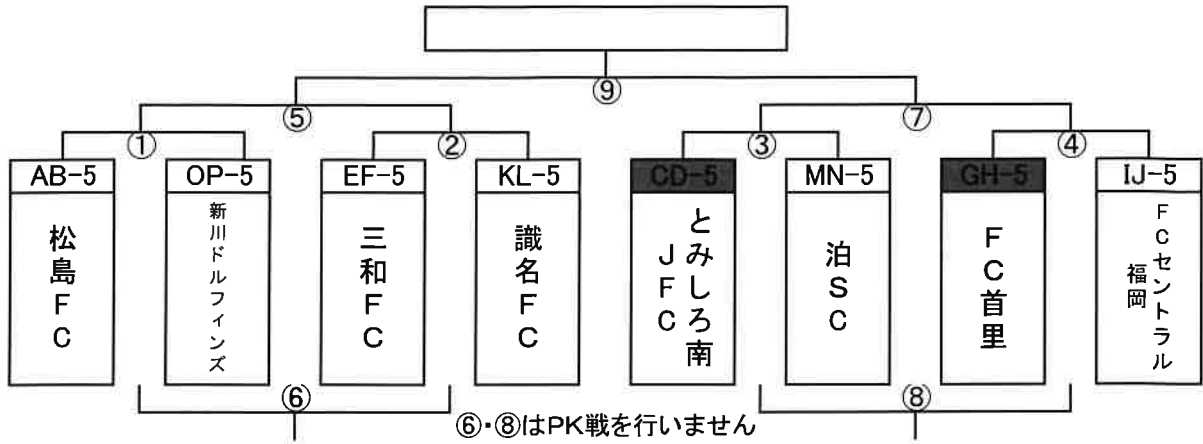 ⑨
⑤
⑦
①
②
③
④
AB-5
OP-5
EF-5
KL-5
CD-5
MN-5
GH-5
IJ-5
松島FC
新川ドルフィンズ
三和FC
識名FC
とみしろ南
JFC
泊SC
FC首里
FCセントラル
福岡
⑥
⑧
⑥・⑧はPK戦を行いません